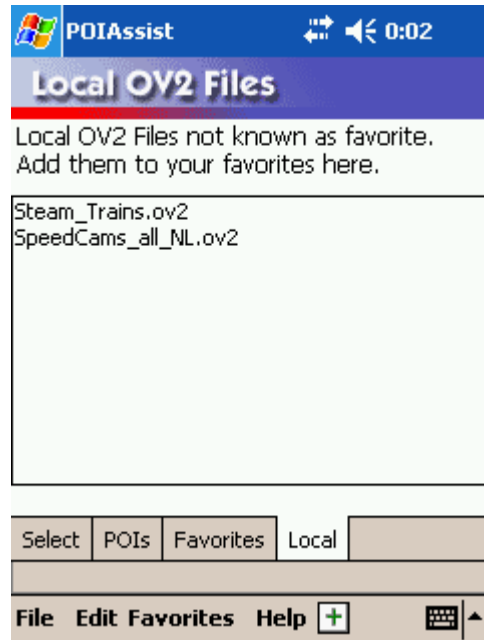 POIAssist 0:02
Local OV2 Files
Local OV2 Files not known as favorite.
Add them to your favorites here.
Steam_Trains.ov2
SpeedCams_all_NL.ov2
Select POIs Favorites Local
File Edit Favorites Help